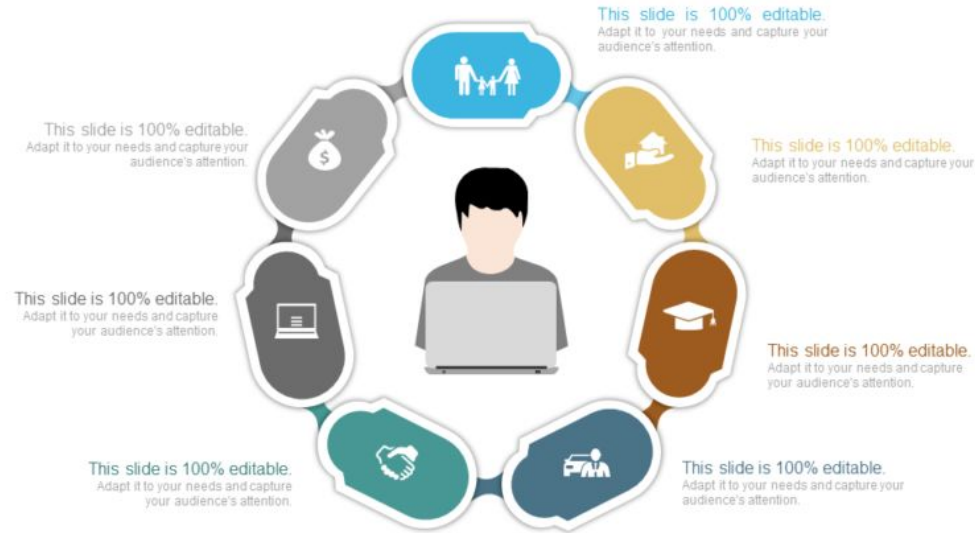 This slide is 100% editable.
Adapt it to your needs and capture your
audience's attention.
This slide is 100% editable.
Adapt it to your needs and capture your
audience's attention.
This slide is 100% editable.
Adapt it to your needs and capture your
audience's attention.
This slide is 100% editable.
Adapt it to your needs and capture
your audience's attention.
This slide is 100% editable.
Adapt it to your needs and capture
your audience's attention.
This slide is 100% editable.
Adapt it to your needs and capture
your audience's attention.
This slide is 100% editable.
Adapt it to your needs and capture your
audience's attention.
$